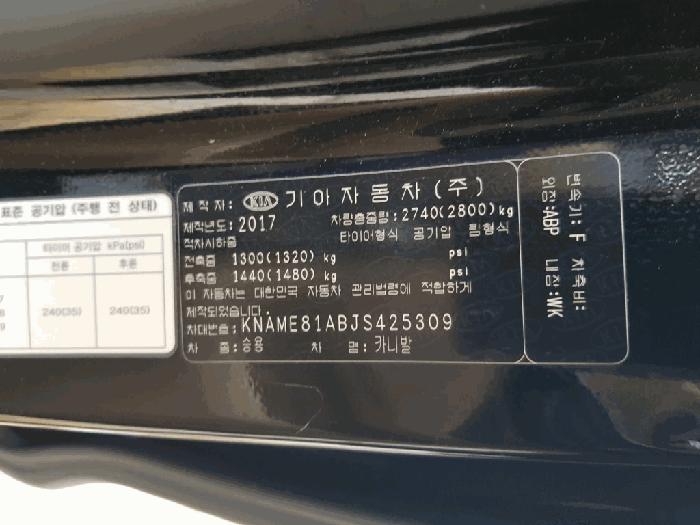 표준 공기압 (주행 전 상태)
타이어 공기압 kPa(psi)
전륜 후륜
240(35) 240(35)
제작자: KIA 기아자동차(주)
제작년도: 2017 차량총중량: 2740(2800)kg
적차시하중 타이어형식 공기압 림형식
전축중 1300(1320) kg psi
후축중 1440(1480) kg psi
이 자동차는 대한민국 자동차 관리법령에 적합하게
제작되었습니다.
차대번호: KNAME81ABJS425309
차 종: 승용 차 명: 카니발
변속기: F 치축비:
외장: ABP 내장: WK